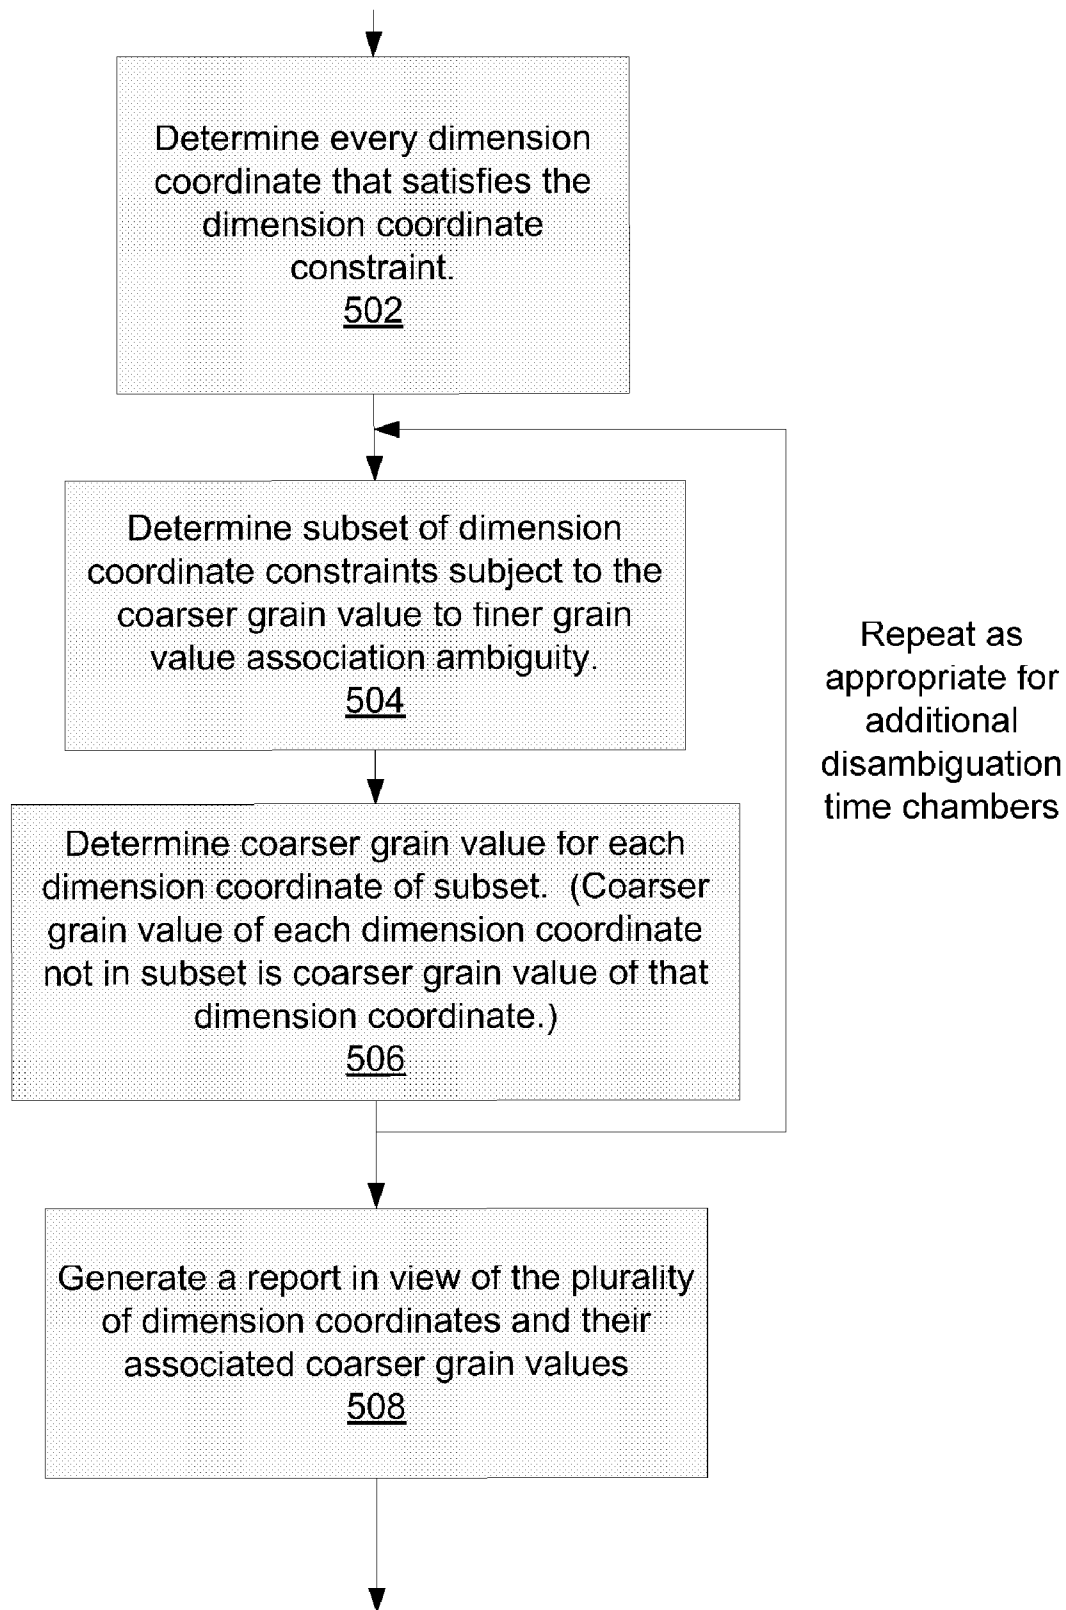 Determine every dimension
coordinate that satisfies the
dimension coordinate
constraint.
502
Determine subset of dimension
coordinate constraints subject to the
coarser grain value to finer grain
value association ambiguity.
504
Repeat as
appropriate for
additional
disambiguation
time chambers
Determine coarser grain value for each
dimension coordinate of subset.  (Coarser
grain value of each dimension coordinate
not in subset is coarser grain value of that
dimension coordinate.)
506
Generate a report in view of the plurality
of dimension coordinates and their
associated coarser grain values
508